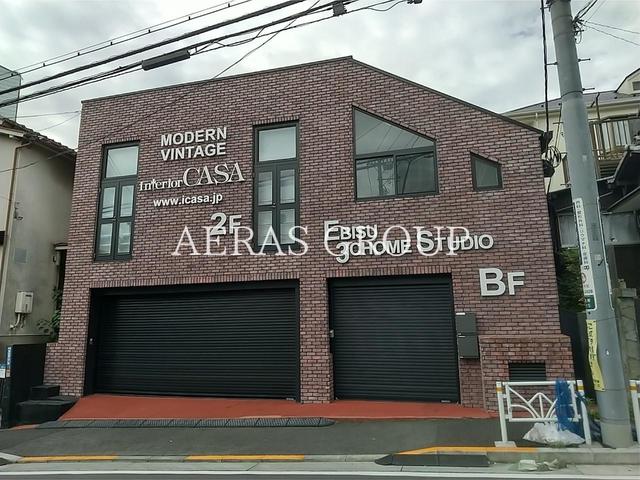 MODERN
VINTAGE
Interior CASA
www.icasa.jp
2F
EBISU
3CHOME STUDIO
BF
AERAS GROUP